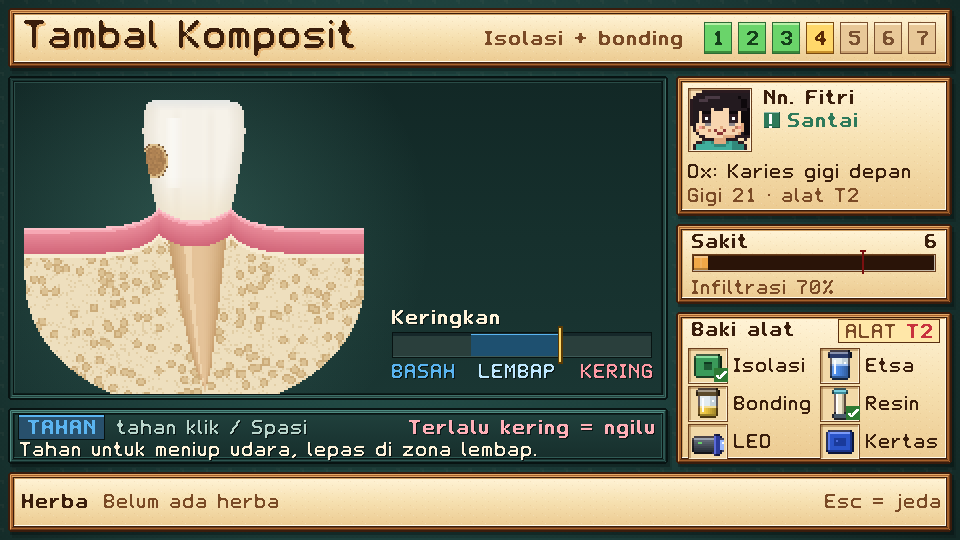 Tambal Komposit
Isolasi + bonding 1 2 3 4 5 6 7
Nn. Fitri
Santai
Dx: Karies gigi depan
Gigi 21 · alat T2
Sakit 6
Infiltrasi 70%
Keringkan
BASAH LEMBAP KERING
Baki alat ALAT T2
Isolasi Etsa
Bonding Resin
LED Kertas
TAHAN tahan klik / Spasi Terlalu kering = ngilu
Tahan untuk meniup udara, lepas di zona lembap.
Herba Belum ada herba Esc = jeda